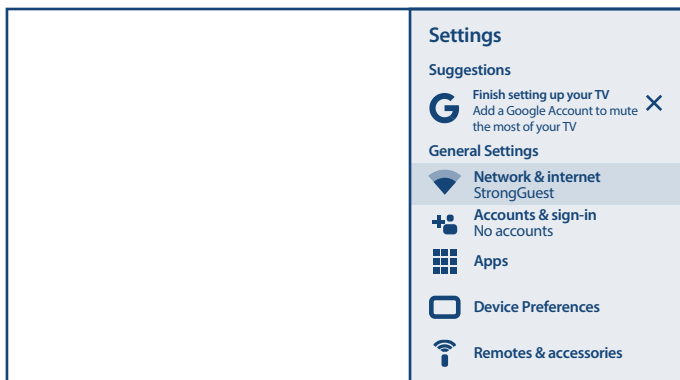 Settings
Suggestions
Finish setting up your TV
Add a Google Account to mute
the most of your TV
General Settings
Network & internet
StrongGuest
Accounts & sign-in
No accounts
Apps
Device Preferences
Remotes & accessories